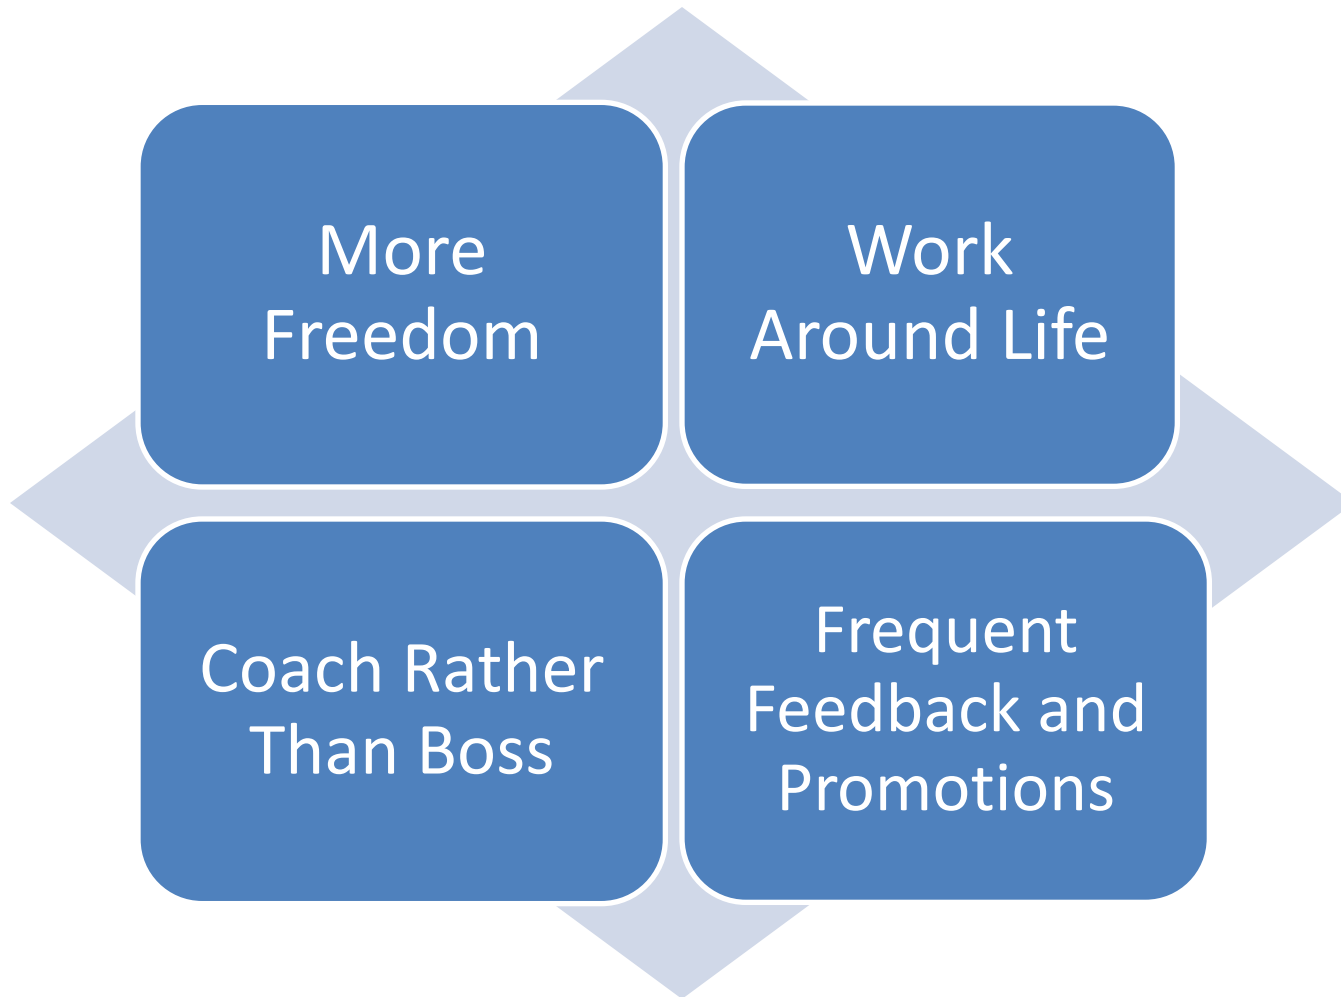 More
Freedom
Work
Around Life
Coach Rather
Than Boss
Frequent
Feedback and
Promotions